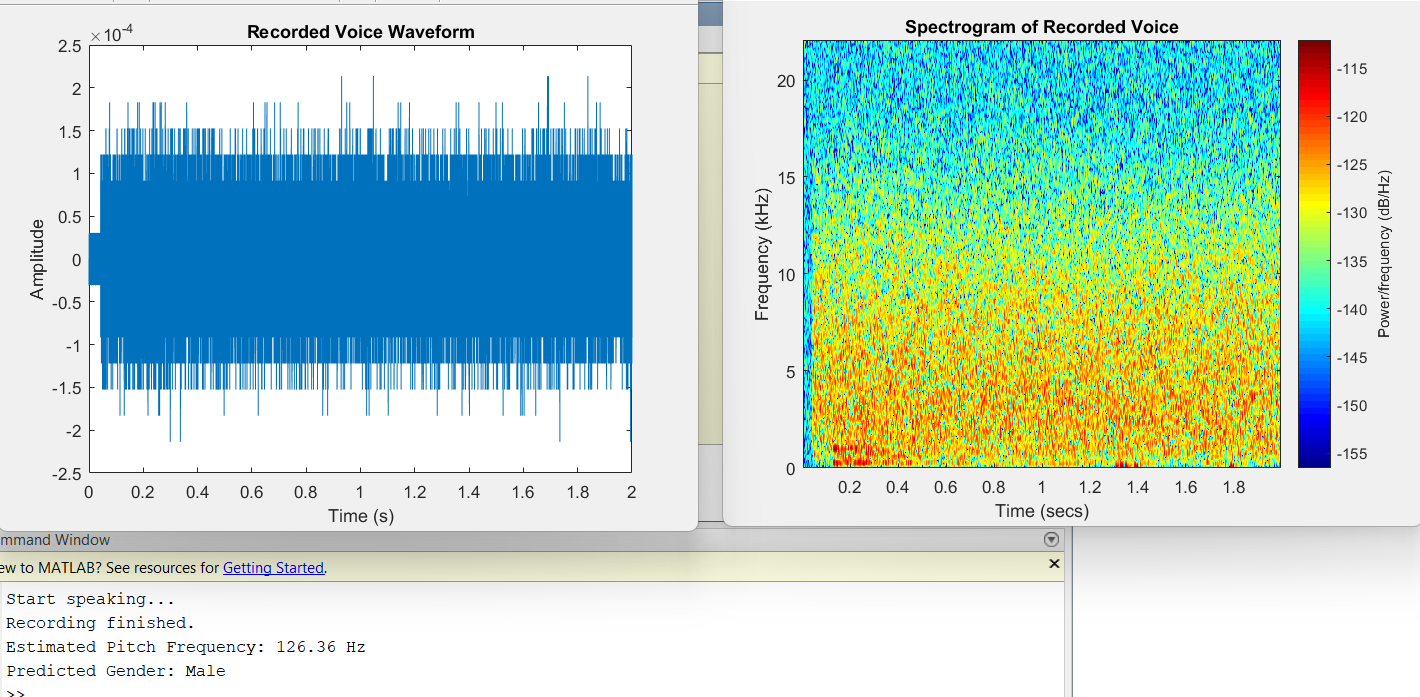 Recorded Voice Waveform
×10⁻⁴
2.5
2
1.5
1
0.5
0
-0.5
-1
-1.5
-2
-2.5
Amplitude
0 0.2 0.4 0.6 0.8 1 1.2 1.4 1.6 1.8 2
Time (s)
Spectrogram of Recorded Voice
20
15
10
5
0
Frequency (kHz)
0.2 0.4 0.6 0.8 1 1.2 1.4 1.6 1.8
Time (secs)
-115
-120
-125
-130
-135
-140
-145
-150
-155
Power/frequency (dB/Hz)
mmand Window
ew to MATLAB? See resources for Getting Started.
Start speaking...
Recording finished.
Estimated Pitch Frequency: 126.36 Hz
Predicted Gender: Male
>>